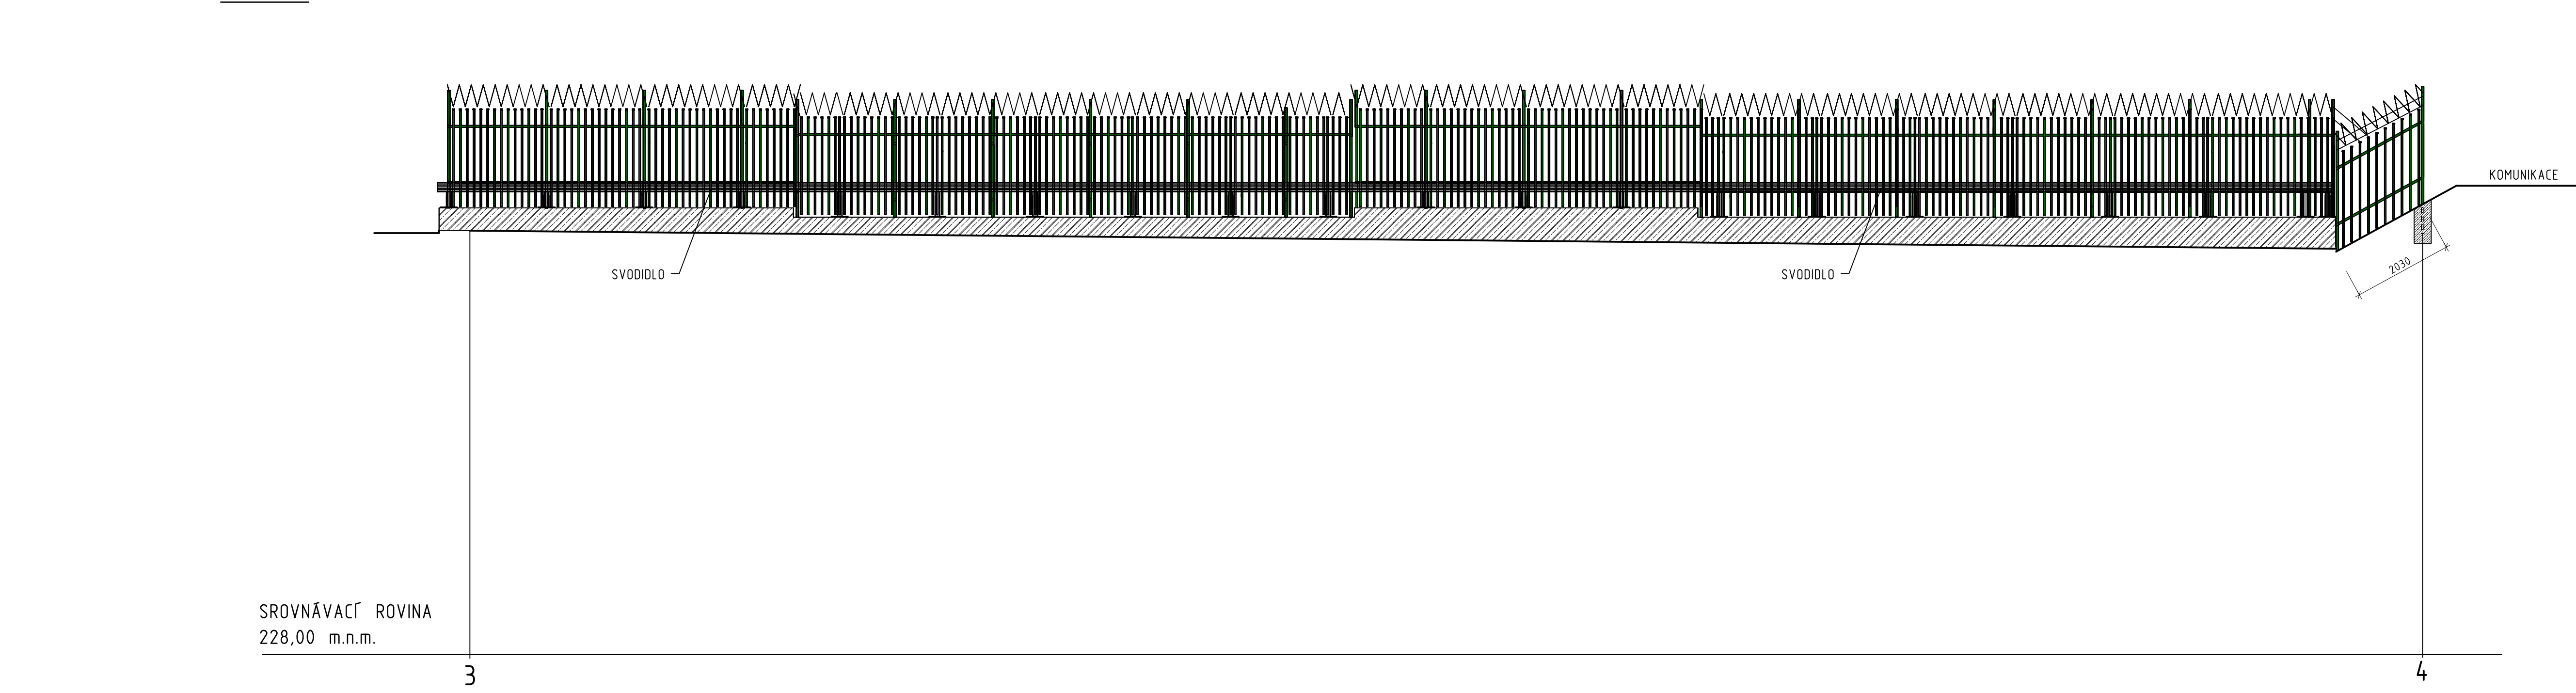 KOMUNIKACE
SVODIDLO
SVODIDLO
2030
SROVNÁVACÍ ROVINA
228,00 m.n.m.
3
4